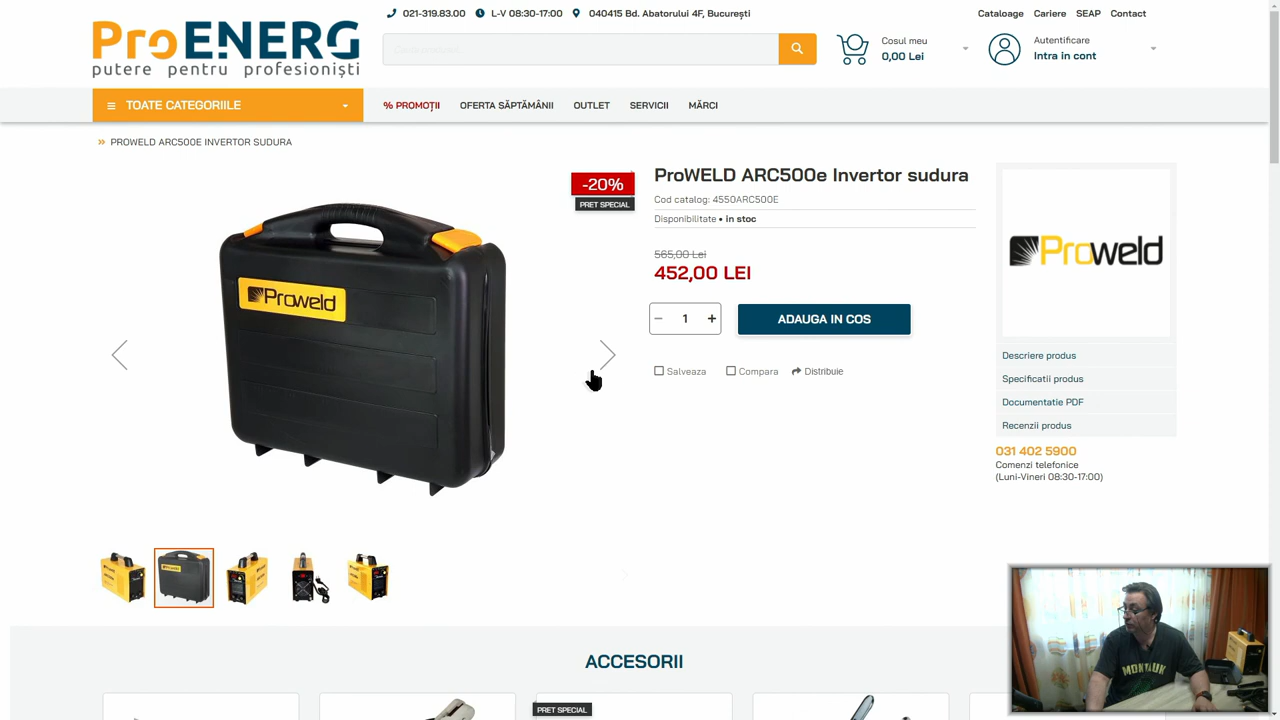 ProENERG
putere pentru profesioniști
021-319.83.00 L-V 08:30-17:00 040415 Bd. Abatorului 4F, București
Cataloage Cariere SEAP Contact
Cosul meu
0,00 Lei
Autentificare
Intra in cont
TOATE CATEGORIILE
% PROMOȚII OFERTA SĂPTĂMÂNII OUTLET SERVICII MĂRCI
PROWELD ARC500E INVERTOR SUDURA
-20%
PRET SPECIAL
Proweld
ProWELD ARC500e Invertor sudura
Cod catalog: 4550ARC500E
Disponibilitate • in stoc
565,00 Lei
452,00 LEI
− 1 +
ADAUGA IN COS
Salveaza Compara Distribuie
Proweld
Descriere produs
Specificatii produs
Documentatie PDF
Recenzii produs
031 402 5900
Comenzi telefonice
(Luni-Vineri 08:30-17:00)
ACCESORII
PRET SPECIAL
MONTAUK